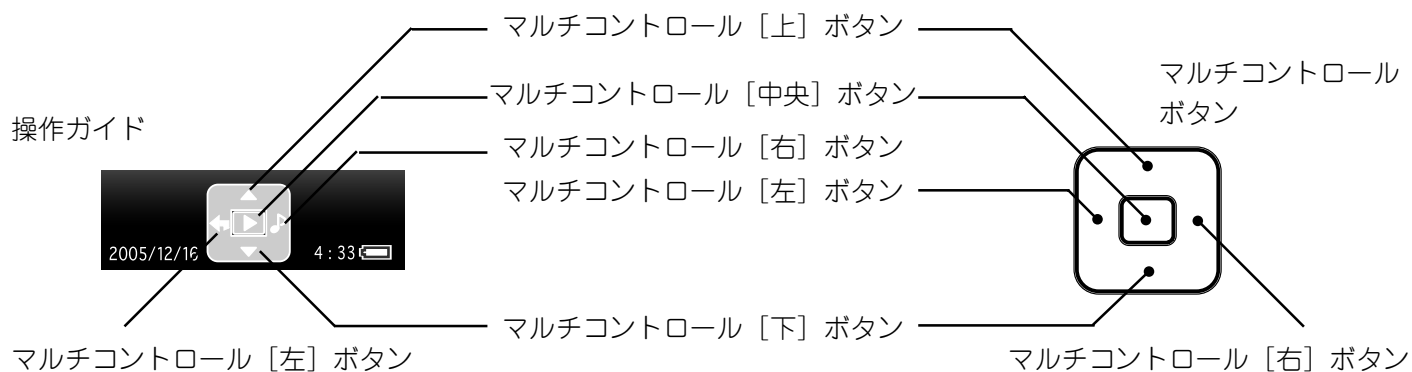 マルチコントロール［上］ボタン
マルチコントロール
ボタン
マルチコントロール［中央］ボタン
操作ガイド
マルチコントロール［右］ボタン
マルチコントロール［左］ボタン
2005/12/16
4:33
マルチコントロール［下］ボタン
マルチコントロール［左］ボタン
マルチコントロール［右］ボタン